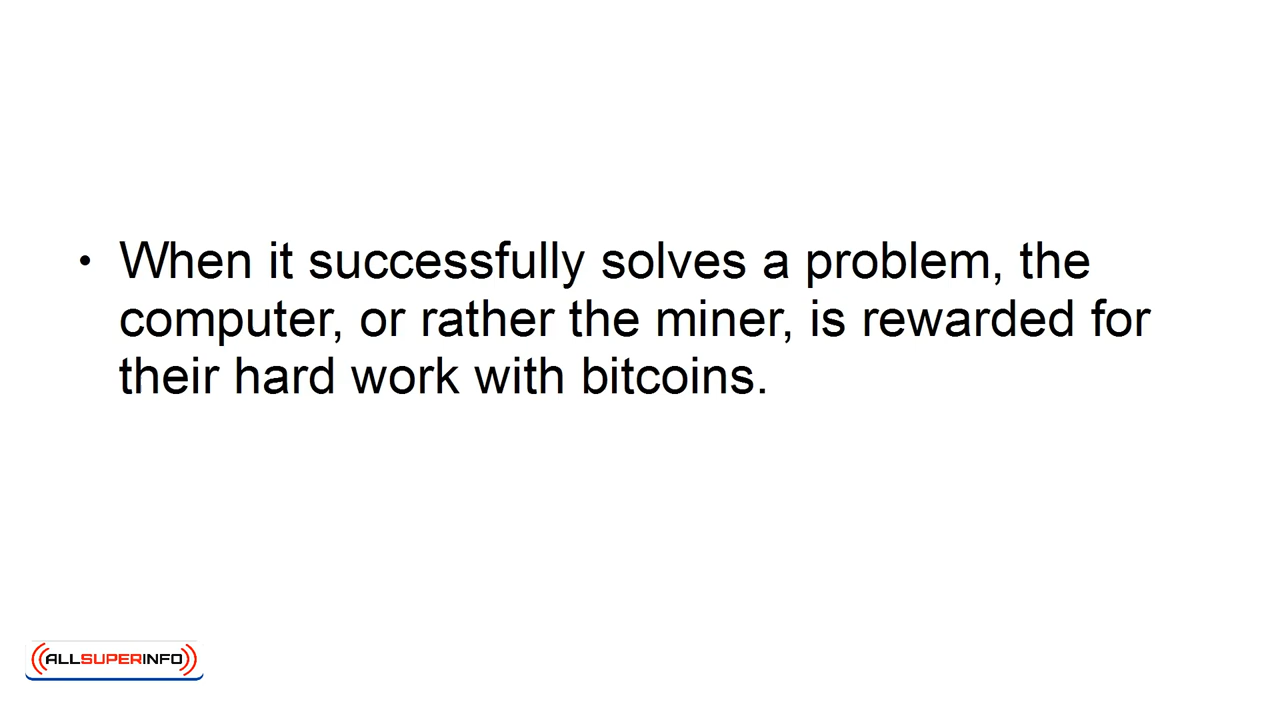 • When it successfully solves a problem, the
computer, or rather the miner, is rewarded for
their hard work with bitcoins.
ALLSUPERINFO